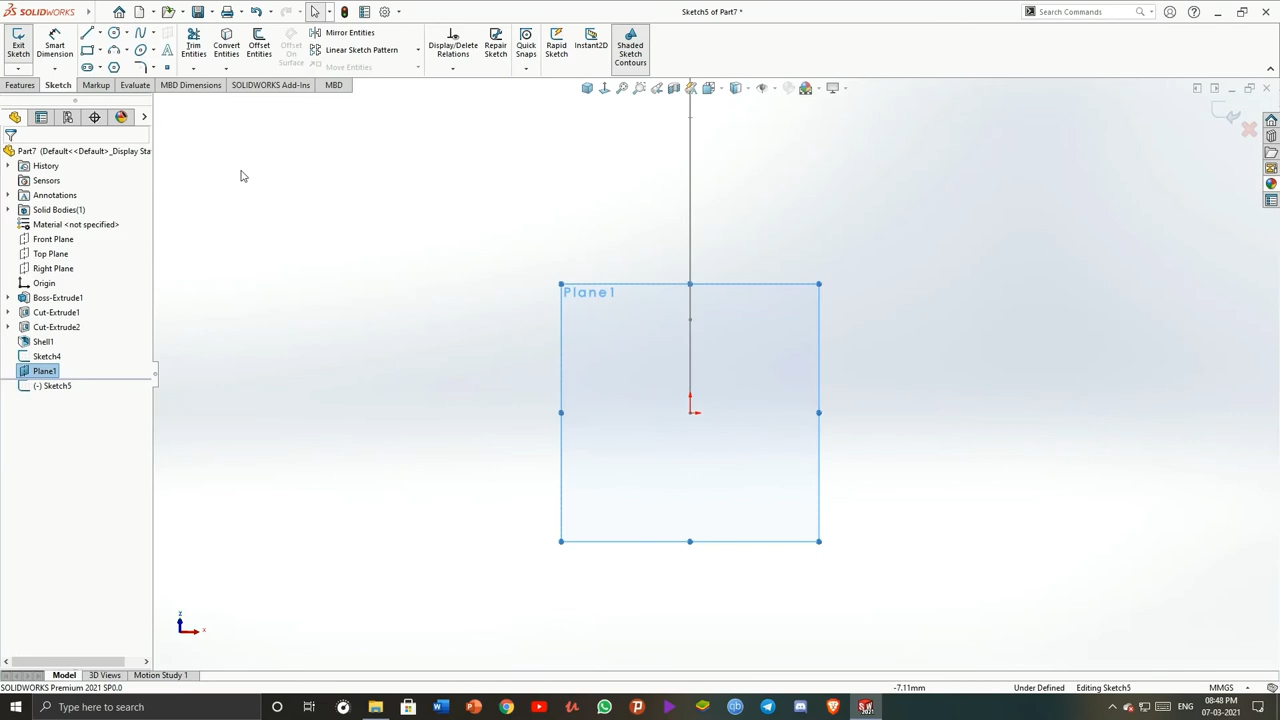 SOLIDWORKS
Sketch5 of Part7 *
Search Commands
Exit Sketch
Smart Dimension
Trim Entities
Convert Entities
Offset Entities
Offset On Surface
Mirror Entities
Linear Sketch Pattern
Move Entities
Display/Delete Relations
Repair Sketch
Quick Snaps
Rapid Sketch
Instant2D
Shaded Sketch Contours
Features
Sketch
Markup
Evaluate
MBD Dimensions
SOLIDWORKS Add-Ins
MBD
Part7 (Default<<Default>_Display Sta
History
Sensors
Annotations
Solid Bodies(1)
Material <not specified>
Front Plane
Top Plane
Right Plane
Origin
Boss-Extrude1
Cut-Extrude1
Cut-Extrude2
Shell1
Sketch4
Plane1
(-) Sketch5
Plane1
z
x
Model
3D Views
Motion Study 1
SOLIDWORKS Premium 2021 SP0.0
-7.11mm
Under Defined
Editing Sketch5
MMGS
Type here to search
ENG
08:48 PM
07-03-2021